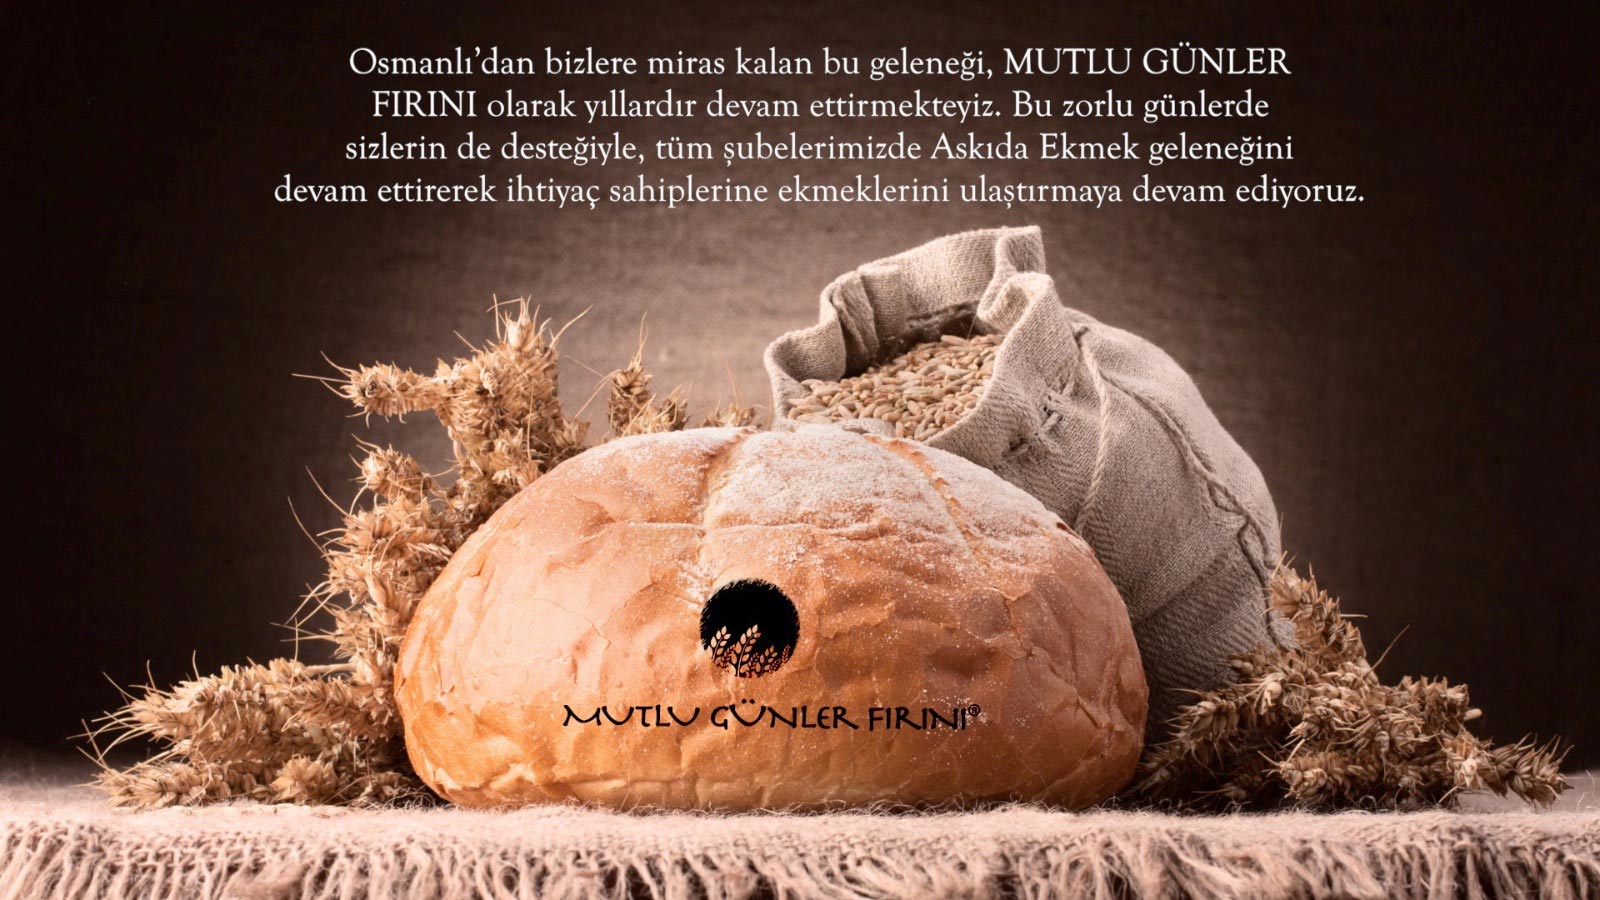 Osmanlı’dan bizlere miras kalan bu geleneği, MUTLU GÜNLER
FIRINI olarak yıllardır devam ettirmekteyiz. Bu zorlu günlerde
sizlerin de desteğiyle, tüm şubelerimizde Askıda Ekmek geleneğini
devam ettirerek ihtiyaç sahiplerine ekmeklerini ulaştırmaya devam ediyoruz.
MUTLU GÜNLER FIRINI®